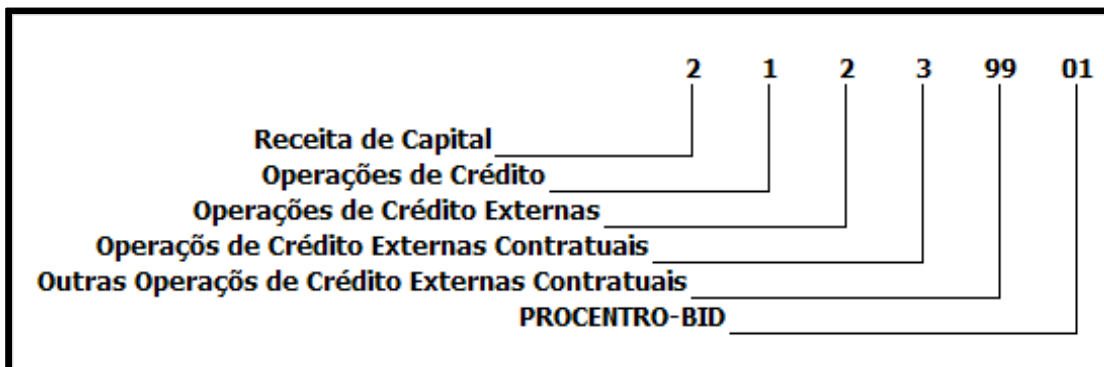 2 1 2 3 99 01
Receita de Capital
Operações de Crédito
Operações de Crédito Externas
Operaçõs de Crédito Externas Contratuais
Outras Operaçõs de Crédito Externas Contratuais
PROCENTRO-BID